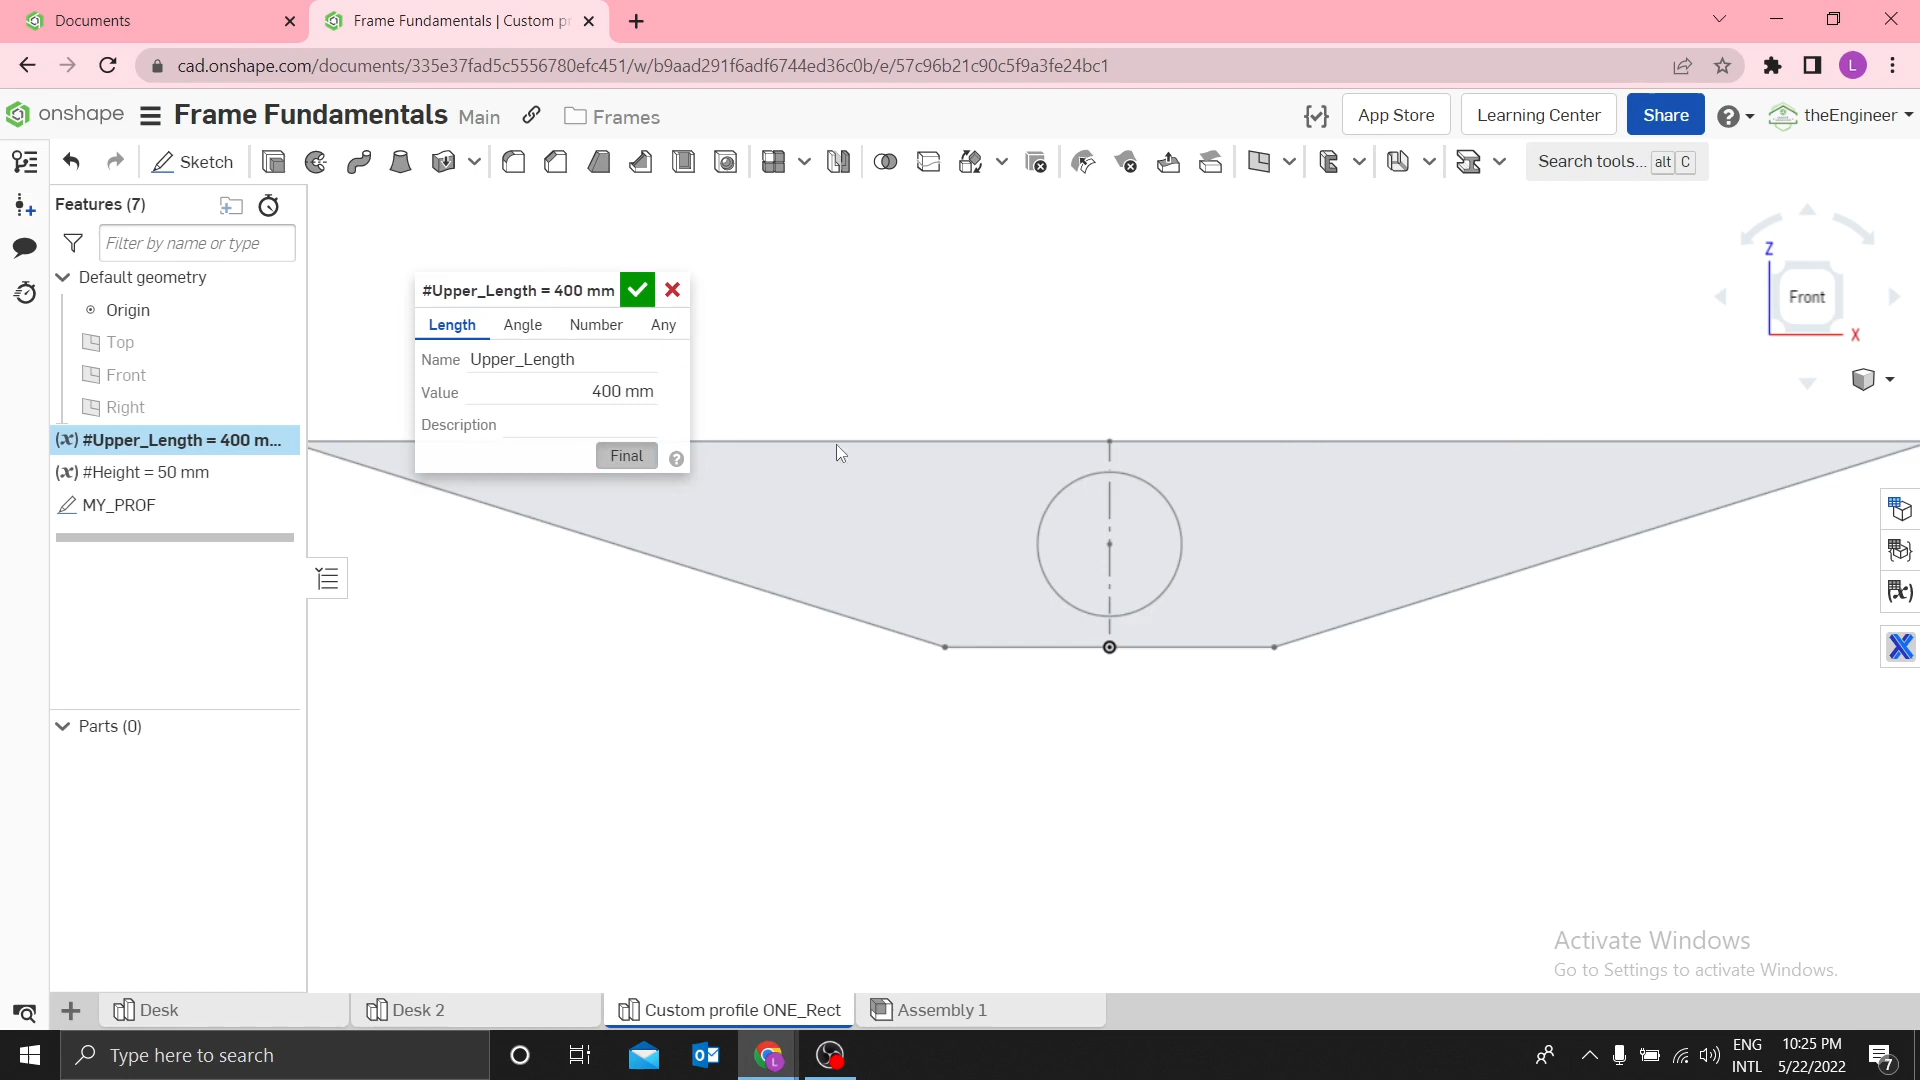 Documents
Frame Fundamentals | Custom pr
cad.onshape.com/documents/335e37fad5c5556780efc451/w/b9aad291f6adf6744ed36c0b/e/57c96b21c90c5f9a3fe24bc1
L
onshape
Frame Fundamentals
Main
Frames
App Store
Learning Center
Share
theEngineer
Sketch
Search tools... alt C
Features (7)
Filter by name or type
Default geometry
Origin
Top
Front
Right
(x) #Upper_Length = 400 m...
(x) #Height = 50 mm
MY_PROF
Parts (0)
#Upper_Length = 400 mm
Length Angle Number Any
Name Upper_Length
Value 400 mm
Description
Final
Z
Front
X
Activate Windows
Go to Settings to activate Windows.
Desk
Desk 2
Custom profile ONE_Rect
Assembly 1
Type here to search
ENG
INTL
10:25 PM
5/22/2022
7